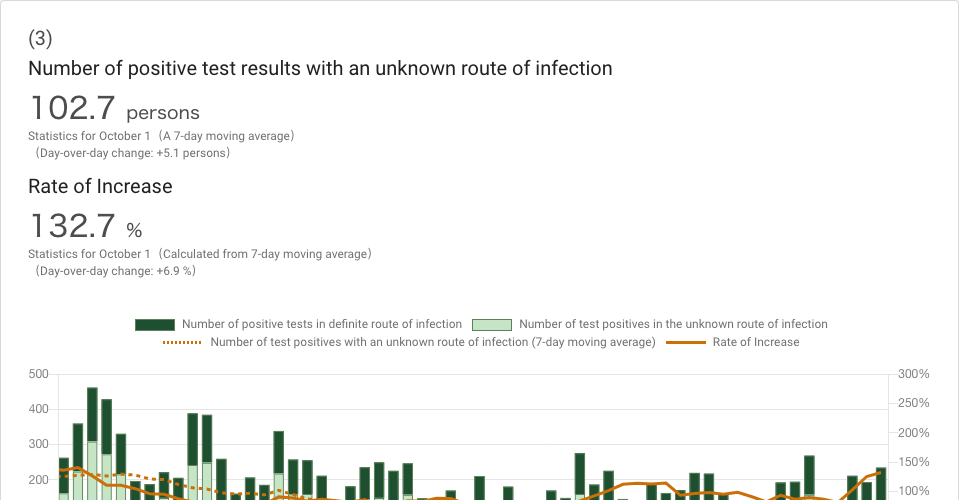 (3)
Number of positive test results with an unknown route of infection
102.7 persons
Statistics for October 1（A 7-day moving average）
（Day-over-day change: +5.1 persons）
Rate of Increase
132.7 %
Statistics for October 1（Calculated from 7-day moving average）
（Day-over-day change: +6.9 %）
Number of positive tests in definite route of infection Number of test positives in the unknown route of infection
Number of test positives with an unknown route of infection (7-day moving average) Rate of Increase
500 300%
250%
400
200%
300
150%
200
100%